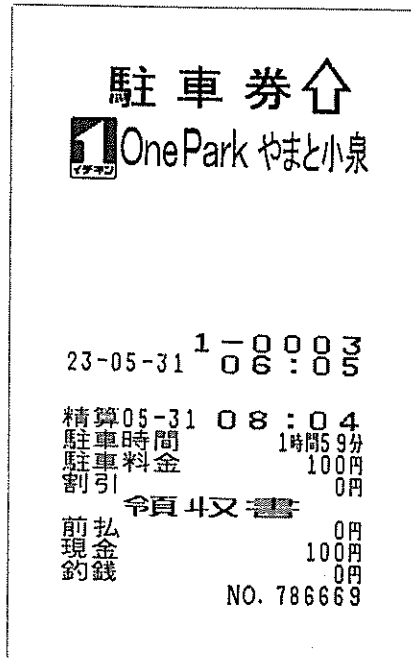 駐車券⇧
1 イチネン OnePark やまと小泉
1-0003
23-05-31 06:05
精算05-31 08:04
駐車時間 1時間59分
駐車料金 100円
割引 0円
領収書
前払 0円
現金 100円
釣銭 0円
NO. 786669